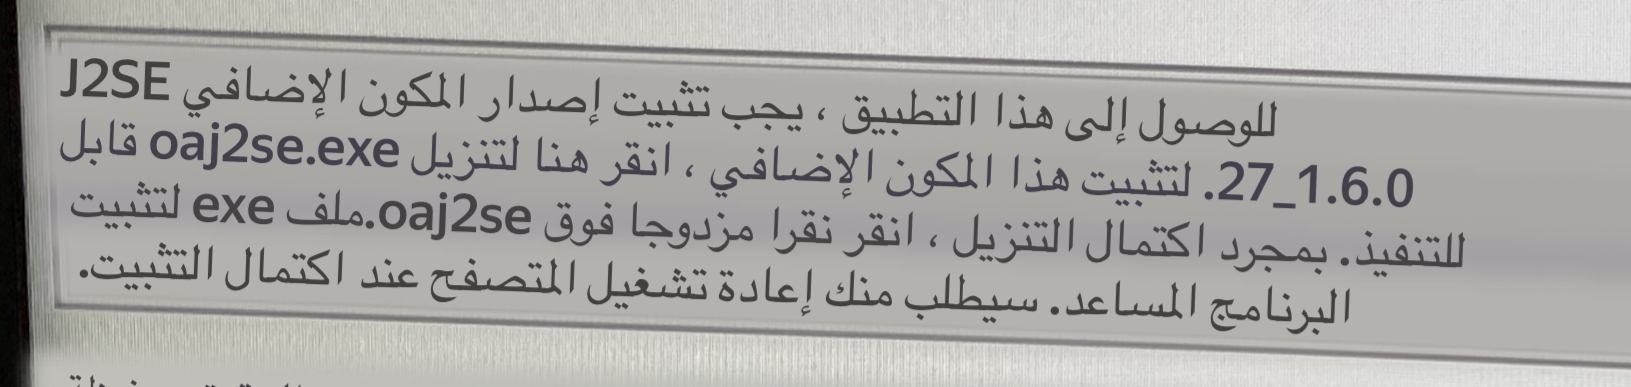 للوصول إلى هذا التطبيق ، يجب تثبيت إصدار المكون الإضافي J2SE
27_1.6.0. لتثبيت هذا المكون الإضافي ، انقر هنا لتنزيل oaj2se.exe قابل
للتنفيذ. بمجرد اكتمال التنزيل ، انقر نقرا مزدوجا فوق oaj2se.ملف exe لتثبيت
البرنامج المساعد. سيطلب منك إعادة تشغيل المتصفح عند اكتمال التثبيت.